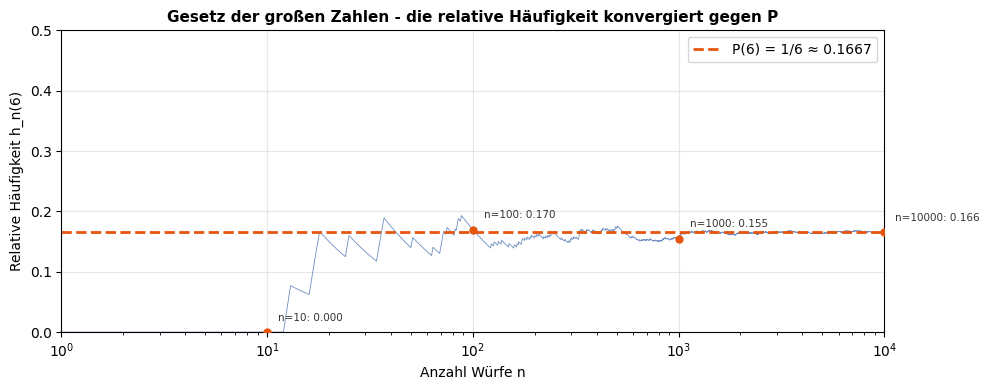 Gesetz der großen Zahlen - die relative Häufigkeit konvergiert gegen P
Relative Häufigkeit h_n(6)
0.5
0.4
0.3
0.2
0.1
0.0
P(6) = 1/6 ≈ 0.1667
n=10: 0.000
n=100: 0.170
n=1000: 0.155
n=10000: 0.166
10⁰
10¹
10²
10³
10⁴
Anzahl Würfe n